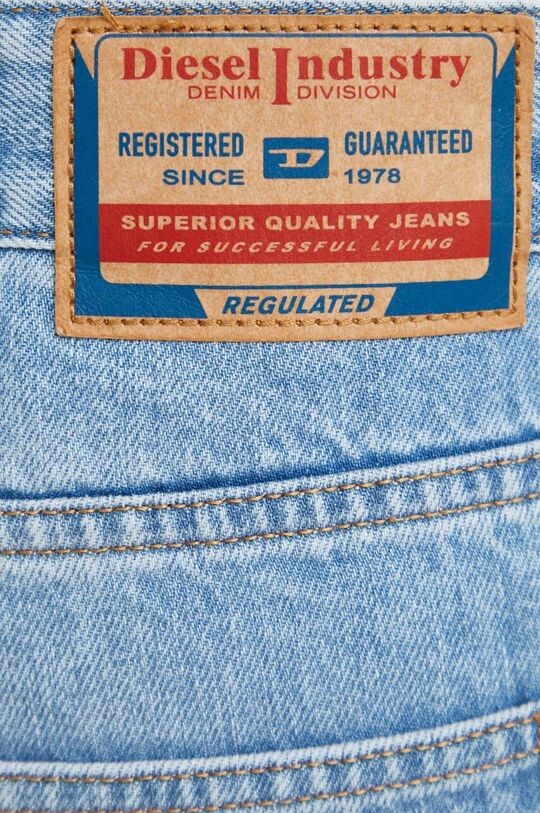 Diesel Industry
DENIM DIVISION
REGISTERED D GUARANTEED
SINCE 1978
SUPERIOR QUALITY JEANS
FOR SUCCESSFUL LIVING
REGULATED